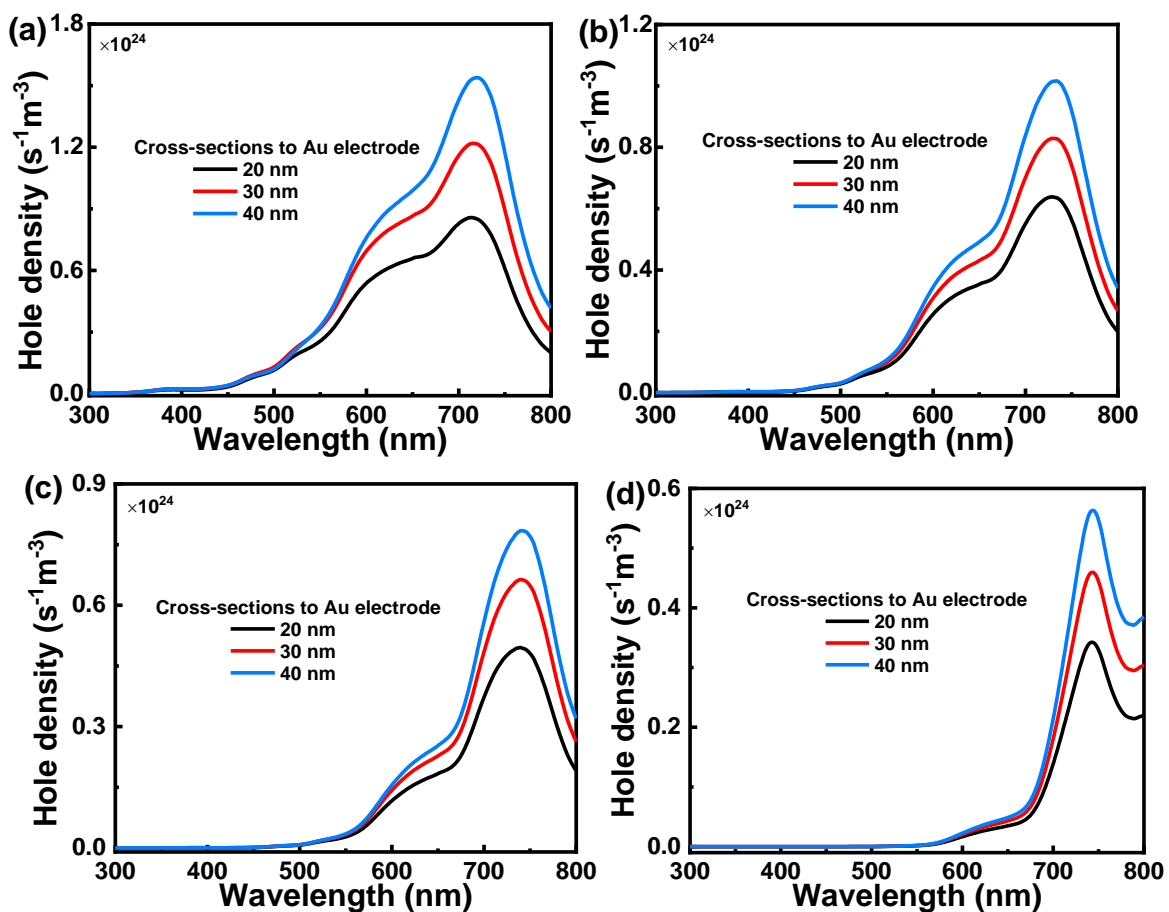 (a)
×10²⁴
Hole density (s⁻¹m⁻³)
1.8
1.2
0.6
0.0
Cross-sections to Au electrode
20 nm
30 nm
40 nm
300 400 500 600 700 800
Wavelength (nm)
(b)
×10²⁴
Hole density (s⁻¹m⁻³)
1.2
0.8
0.4
0.0
Cross-sections to Au electrode
20 nm
30 nm
40 nm
300 400 500 600 700 800
Wavelength (nm)
(c)
×10²⁴
Hole density (s⁻¹m⁻³)
0.9
0.6
0.3
0.0
Cross-sections to Au electrode
20 nm
30 nm
40 nm
300 400 500 600 700 800
Wavelength (nm)
(d)
×10²⁴
Hole density (s⁻¹m⁻³)
0.6
0.4
0.2
0.0
Cross-sections to Au electrode
20 nm
30 nm
40 nm
300 400 500 600 700 800
Wavelength (nm)